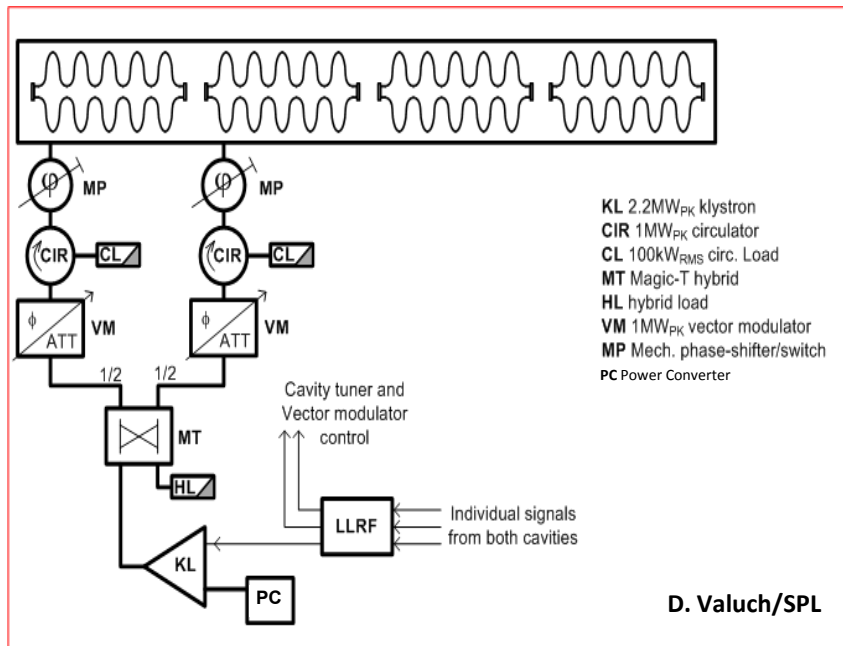 φ MP
φ MP
CIR CL
CIR CL
ϕ ATT VM
ϕ ATT VM
1/2 1/2
MT
HL
KL
PC
LLRF
Cavity tuner and
Vector modulator
control
Individual signals
from both cavities
KL 2.2MWPK klystron
CIR 1MWPK circulator
CL 100kWRMS circ. Load
MT Magic-T hybrid
HL hybrid load
VM 1MWPK vector modulator
MP Mech. phase-shifter/switch
PC Power Converter
D. Valuch/SPL